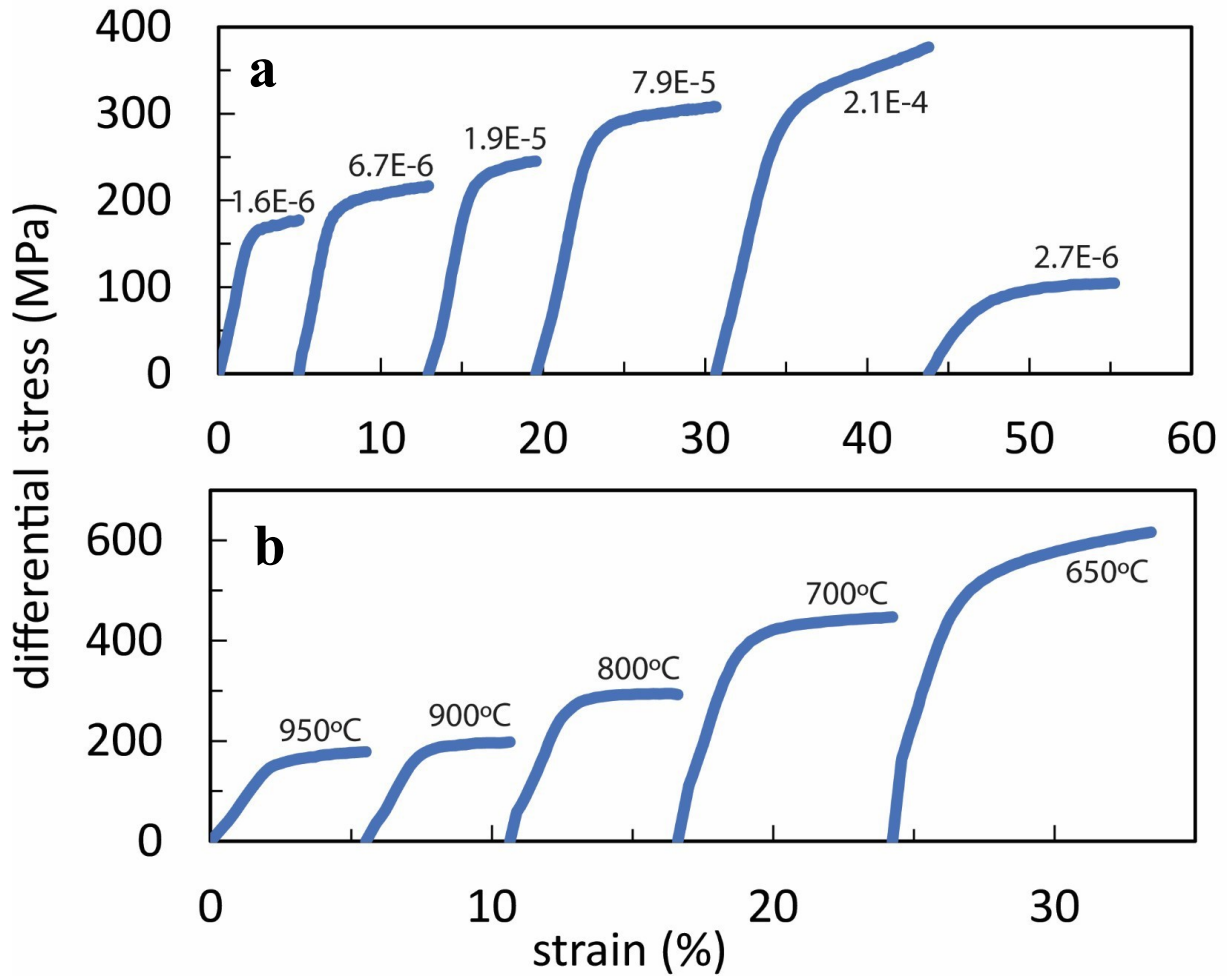 differential stress (MPa)
400
300
200
100
0
a
1.6E-6
6.7E-6
1.9E-5
7.9E-5
2.1E-4
2.7E-6
0 10 20 30 40 50 60
600
400
200
0
b
950ºC
900ºC
800ºC
700ºC
650ºC
0 10 20 30
strain (%)